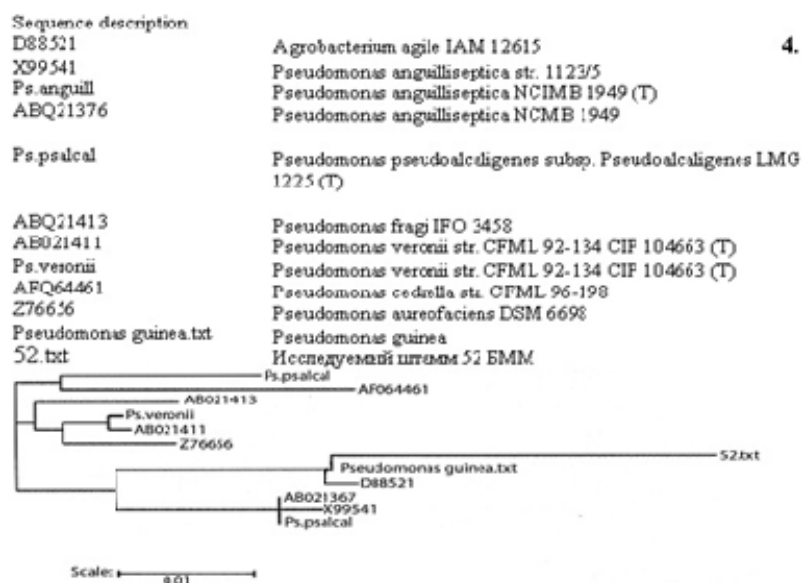 Sequence description
D88521 Agrobacterium agile IAM 12615 4.
X99541 Pseudomonas anguilliseptica str. 1123/5
Ps.anguill Pseudomonas anguilliseptica NCIMB 1949 (T)
ABQ21376 Pseudomonas anguilliseptica NCMB 1949
Ps.psalcal Pseudomonas pseudoalcaligenes subsp. Pseudoalcaligenes LMG
1225 (T)
ABQ21413 Pseudomonas fragi IFO 3458
AB021411 Pseudomonas veronii str. CFML 92-134 CIF 104663 (T)
Ps.veronii Pseudomonas veronii str. CFML 92-134 CIF 104663 (T)
AFQ64461 Pseudomonas cedrella str. CFML 96-198
Z76656 Pseudomonas aureofaciens DSM 6698
Pseudomonas guinea.txt Pseudomonas guinea
52.txt Исследуемий штемм 52 БММ
Ps.psalcal
AF064461
AB021413
Ps.veronii
AB021411
Z76656
52.txt
Pseudomonas guinea.txt
D88521
AB021367
X99541
Ps.psalcal
Scale:
0.01